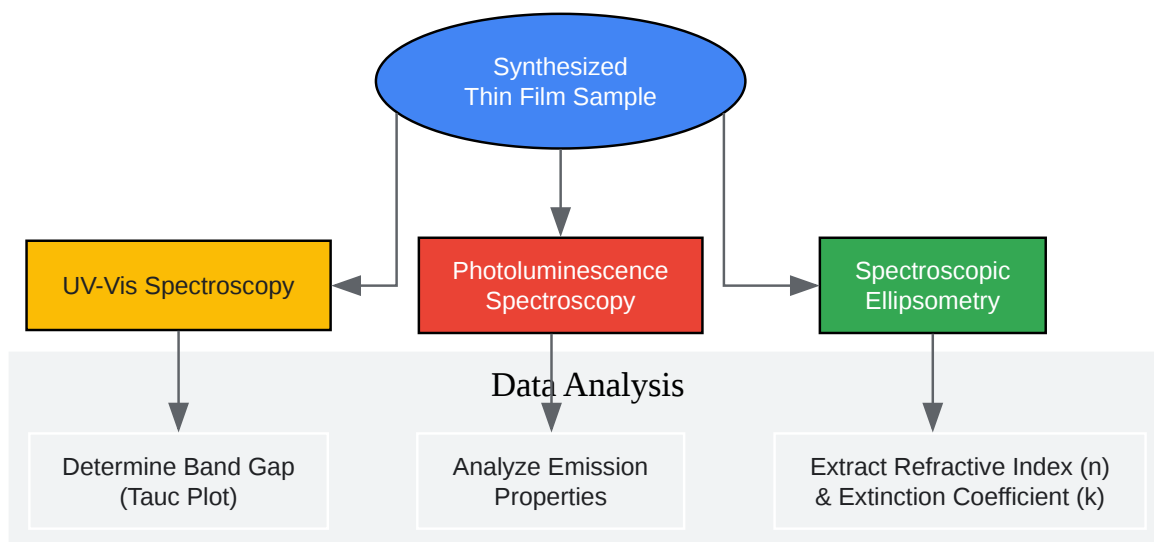 Synthesized
Thin Film Sample
UV-Vis Spectroscopy
Photoluminescence
Spectroscopy
Spectroscopic
Ellipsometry
Data Analysis
Determine Band Gap
(Tauc Plot)
Analyze Emission
Properties
Extract Refractive Index (n)
& Extinction Coefficient (k)